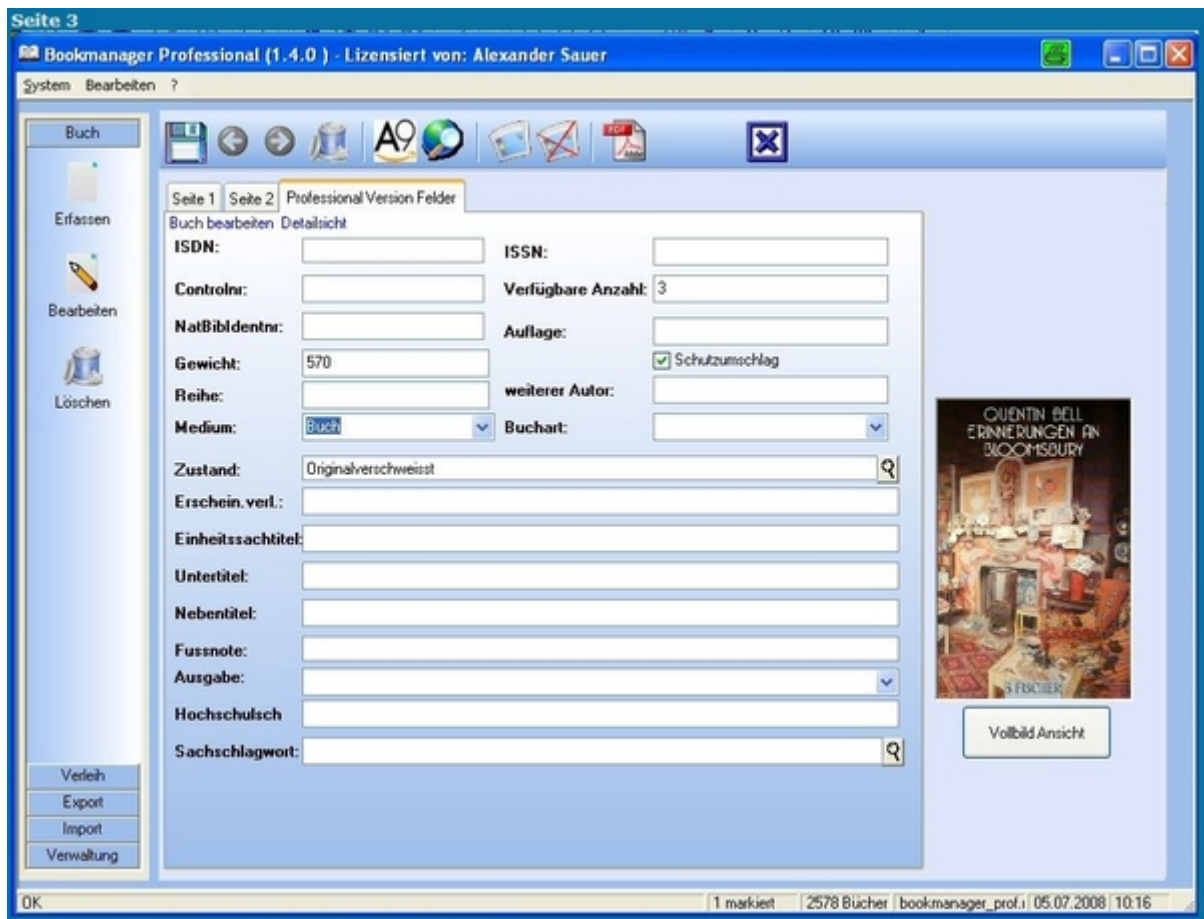 Seite 3
Bookmanager Professional (1.4.0 ) - Lizensiert von: Alexander Sauer
System Bearbeiten ?
Buch
Erfassen
Bearbeiten
Löschen
Verleih
Export
Import
Verwaltung
A9
PDF
Adobe
Seite 1 Seite 2 Professional Version Felder
Buch bearbeiten Detailsicht
ISDN: ISSN:
Controlnr: Verfügbare Anzahl: 3
NatBibIdentnr: Auflage:
Gewicht: 570 Schutzumschlag
Reihe: weiterer Autor:
Medium: Buch Buchart:
Zustand: Originalverschweisst
Erschein.verl.:
Einheitssachtitel:
Untertitel:
Nebentitel:
Fussnote:
Ausgabe:
Hochschulsch
Sachschlagwort:
QUENTIN BELL
ERINNERUNGEN AN
BLOOMSBURY
S FISCHER
Vollbild Ansicht
OK 1 markiert 2578 Bücher bookmanager_prof.i 05.07.2008 10:16